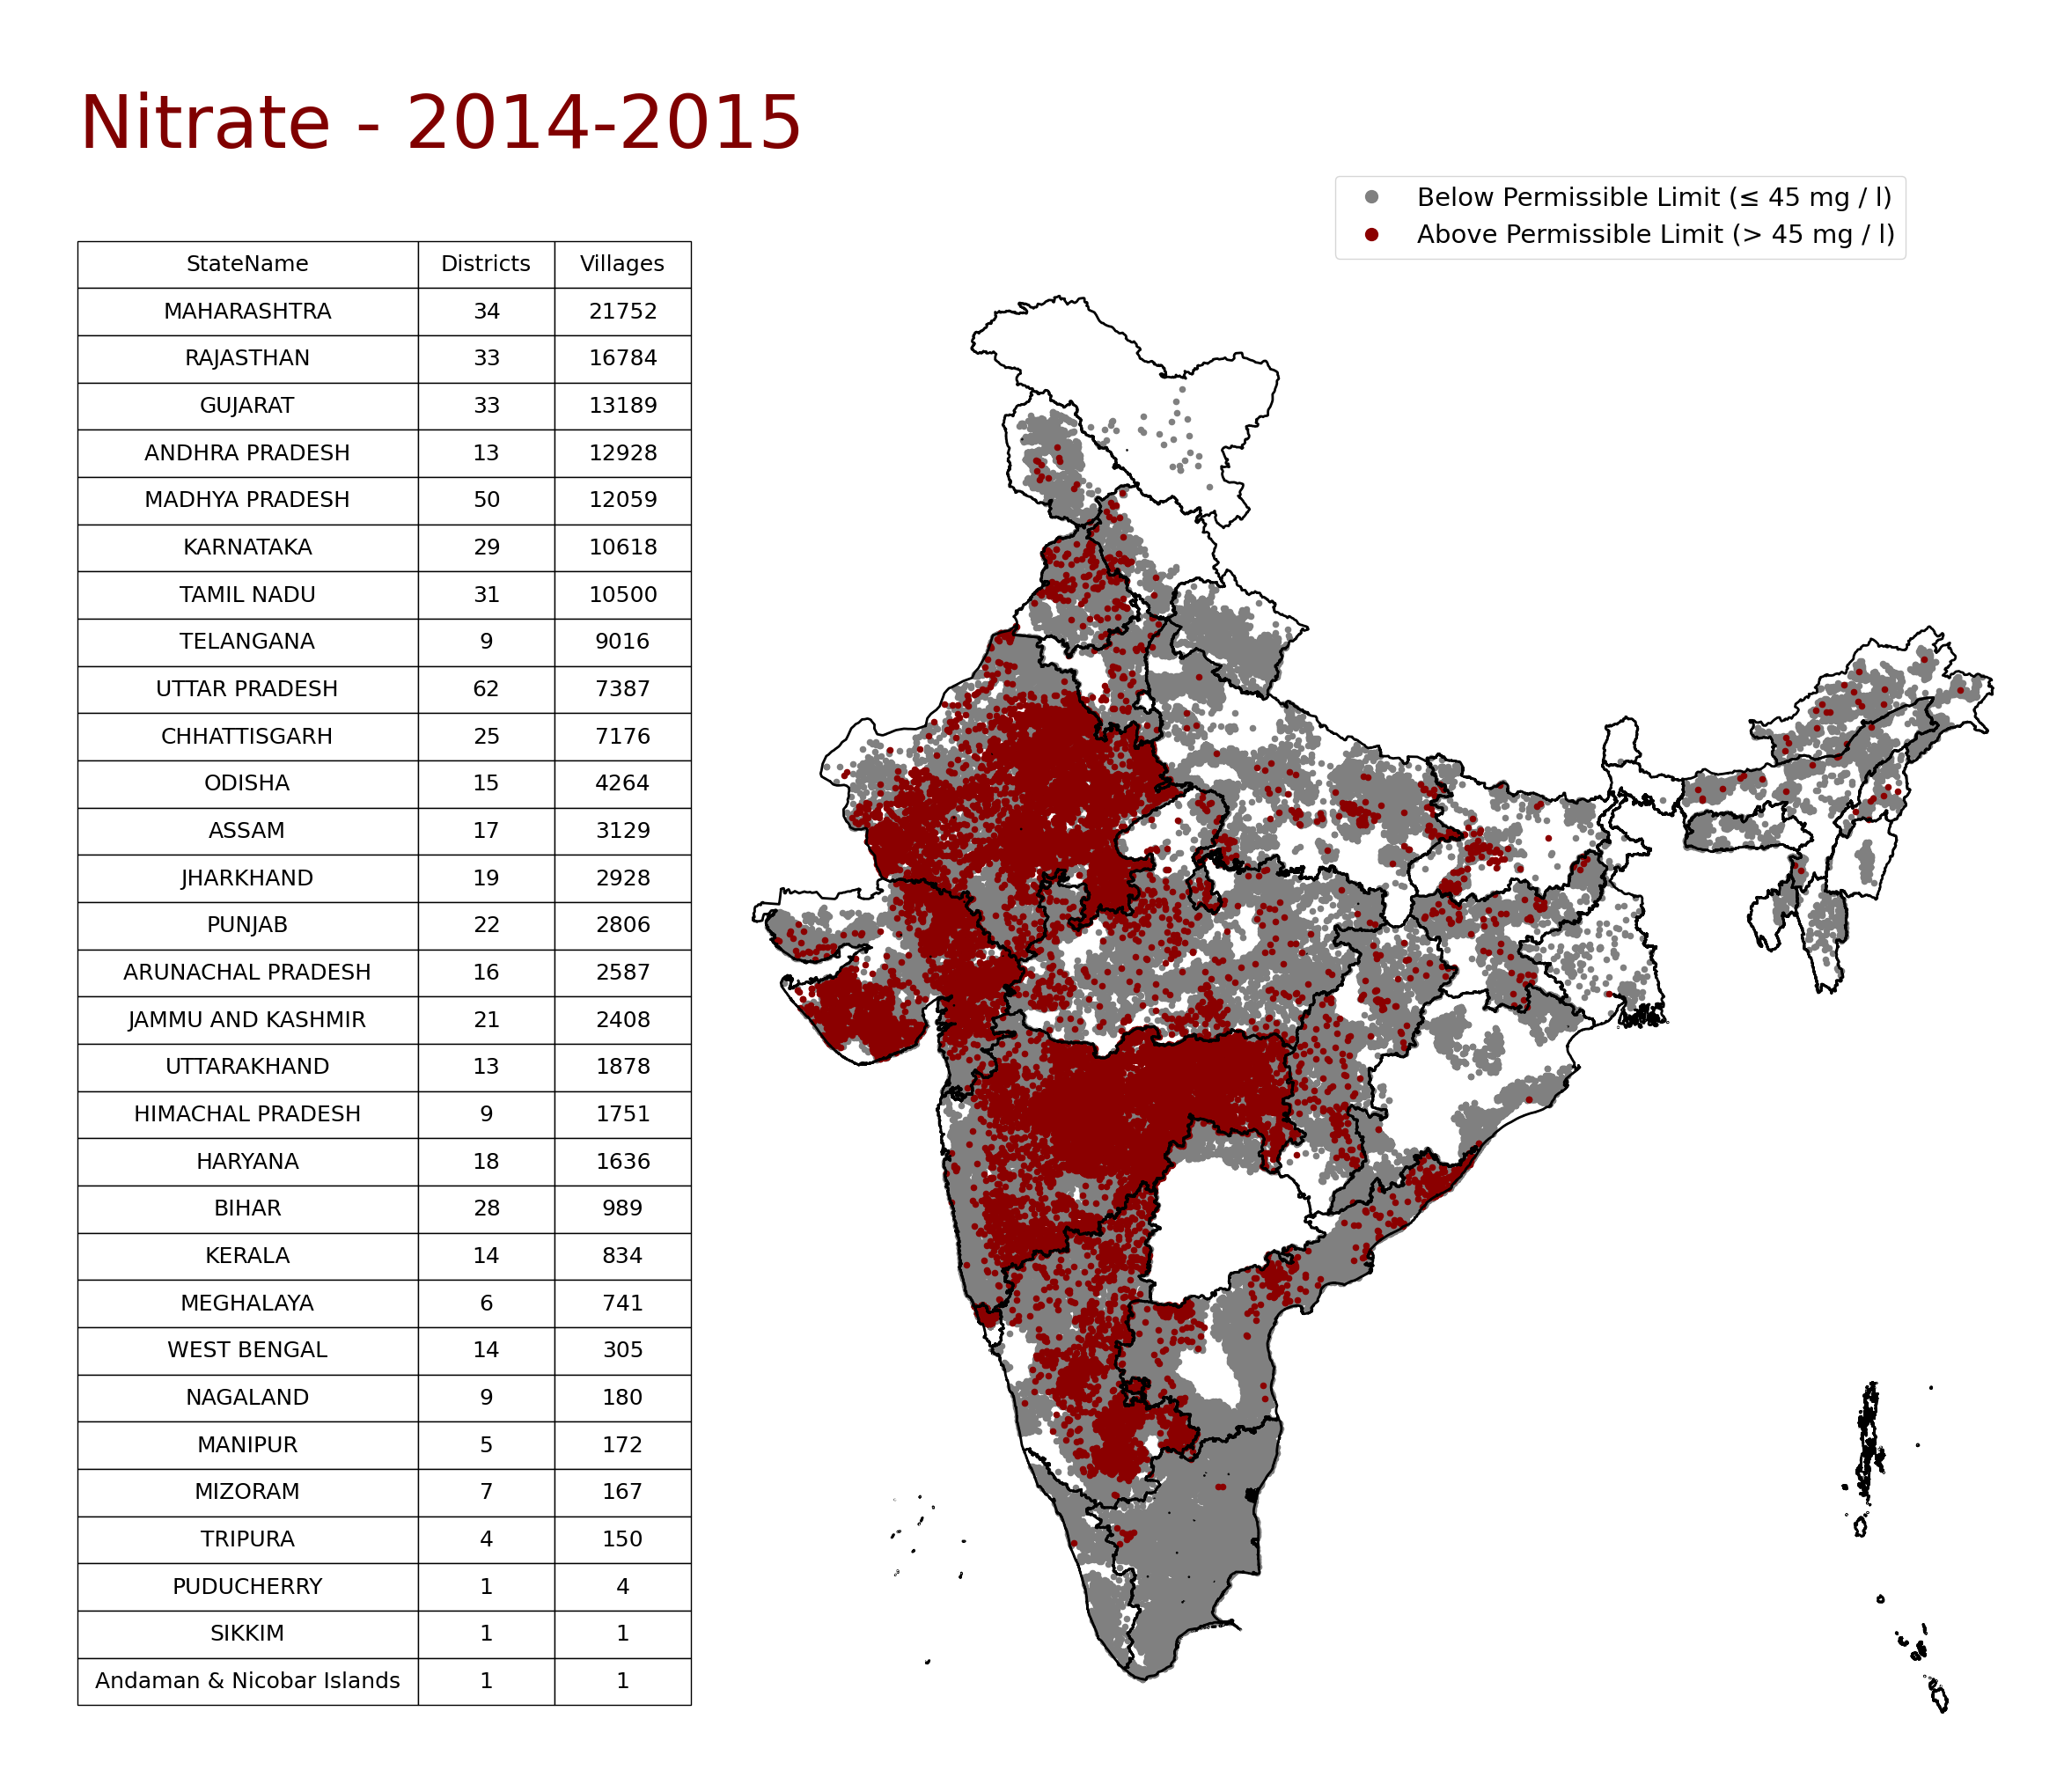 Nitrate - 2014-2015
Below Permissible Limit (≤ 45 mg / l)
Above Permissible Limit (> 45 mg / l)
StateName Districts Villages
MAHARASHTRA 34 21752
RAJASTHAN 33 16784
GUJARAT 33 13189
ANDHRA PRADESH 13 12928
MADHYA PRADESH 50 12059
KARNATAKA 29 10618
TAMIL NADU 31 10500
TELANGANA 9 9016
UTTAR PRADESH 62 7387
CHHATTISGARH 25 7176
ODISHA 15 4264
ASSAM 17 3129
JHARKHAND 19 2928
PUNJAB 22 2806
ARUNACHAL PRADESH 16 2587
JAMMU AND KASHMIR 21 2408
UTTARAKHAND 13 1878
HIMACHAL PRADESH 9 1751
HARYANA 18 1636
BIHAR 28 989
KERALA 14 834
MEGHALAYA 6 741
WEST BENGAL 14 305
NAGALAND 9 180
MANIPUR 5 172
MIZORAM 7 167
TRIPURA 4 150
PUDUCHERRY 1 4
SIKKIM 1 1
Andaman & Nicobar Islands 1 1